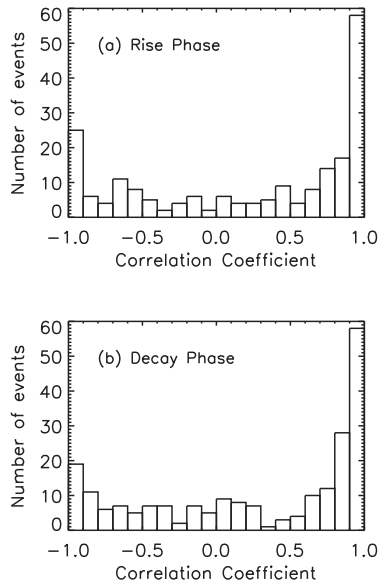 60
(a) Rise Phase
50
40
30
20
10
0
Number of events
−1.0 −0.5 0.0 0.5 1.0
Correlation Coefficient
60
(b) Decay Phase
50
40
30
20
10
0
Number of events
−1.0 −0.5 0.0 0.5 1.0
Correlation Coefficient